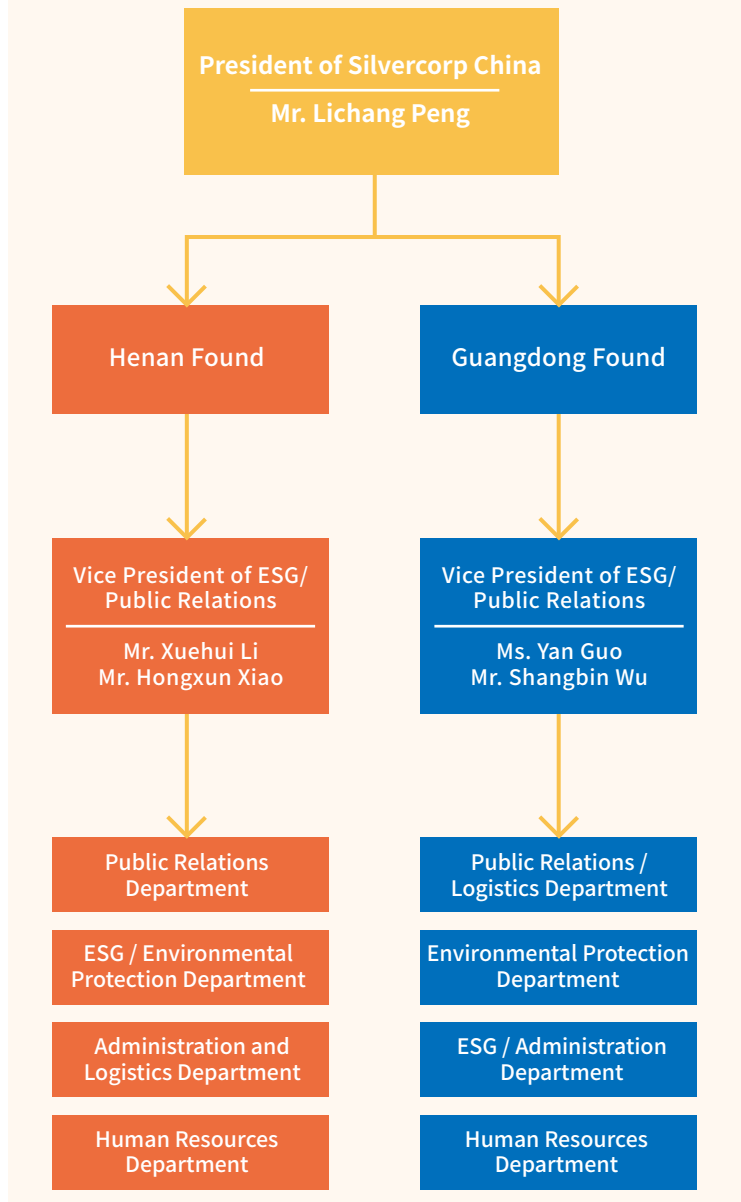 President of Silvercorp China
Mr. Lichang Peng
Henan Found
Guangdong Found
Vice President of ESG/
Public Relations
Mr. Xuehui Li
Mr. Hongxun Xiao
Vice President of ESG/
Public Relations
Ms. Yan Guo
Mr. Shangbin Wu
Public Relations
Department
ESG / Environmental
Protection Department
Administration and
Logistics Department
Human Resources
Department
Public Relations /
Logistics Department
Environmental Protection
Department
ESG / Administration
Department
Human Resources
Department